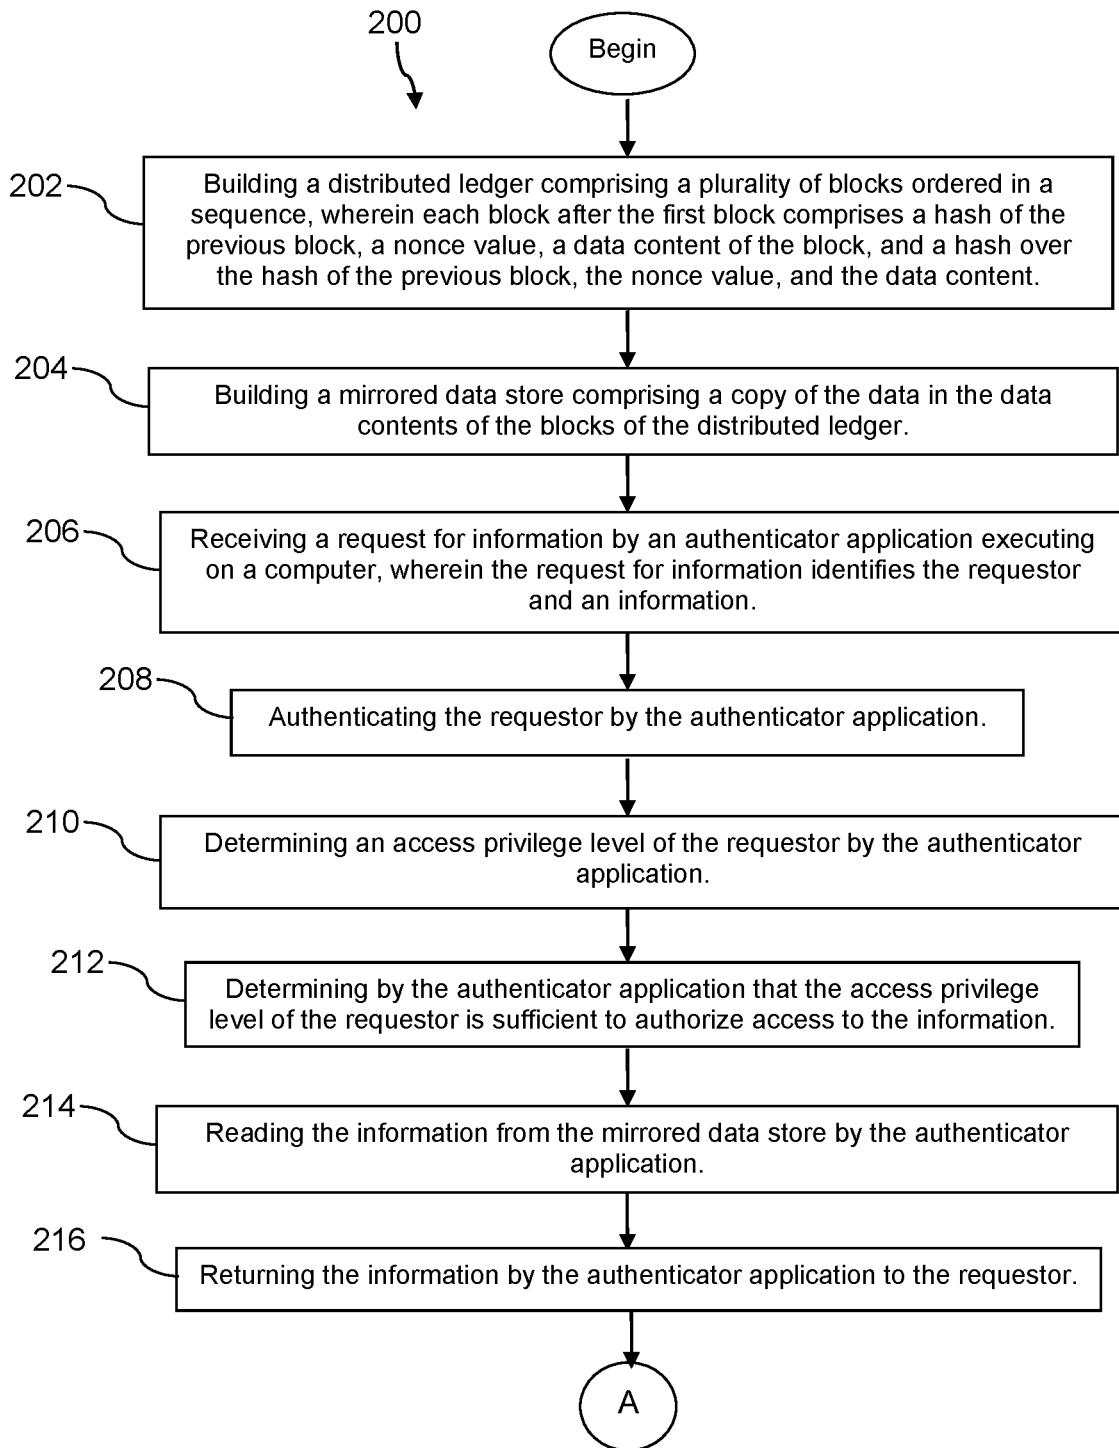 200
Begin
202
Building a distributed ledger comprising a plurality of blocks ordered in a
sequence, wherein each block after the first block comprises a hash of the
previous block, a nonce value, a data content of the block, and a hash over
the hash of the previous block, the nonce value, and the data content.
204
Building a mirrored data store comprising a copy of the data in the data
contents of the blocks of the distributed ledger.
206
Receiving a request for information by an authenticator application executing
on a computer, wherein the request for information identifies the requestor
and an information.
208
Authenticating the requestor by the authenticator application.
210
Determining an access privilege level of the requestor by the authenticator
application.
212
Determining by the authenticator application that the access privilege
level of the requestor is sufficient to authorize access to the information.
214
Reading the information from the mirrored data store by the authenticator
application.
216
Returning the information by the authenticator application to the requestor.
A